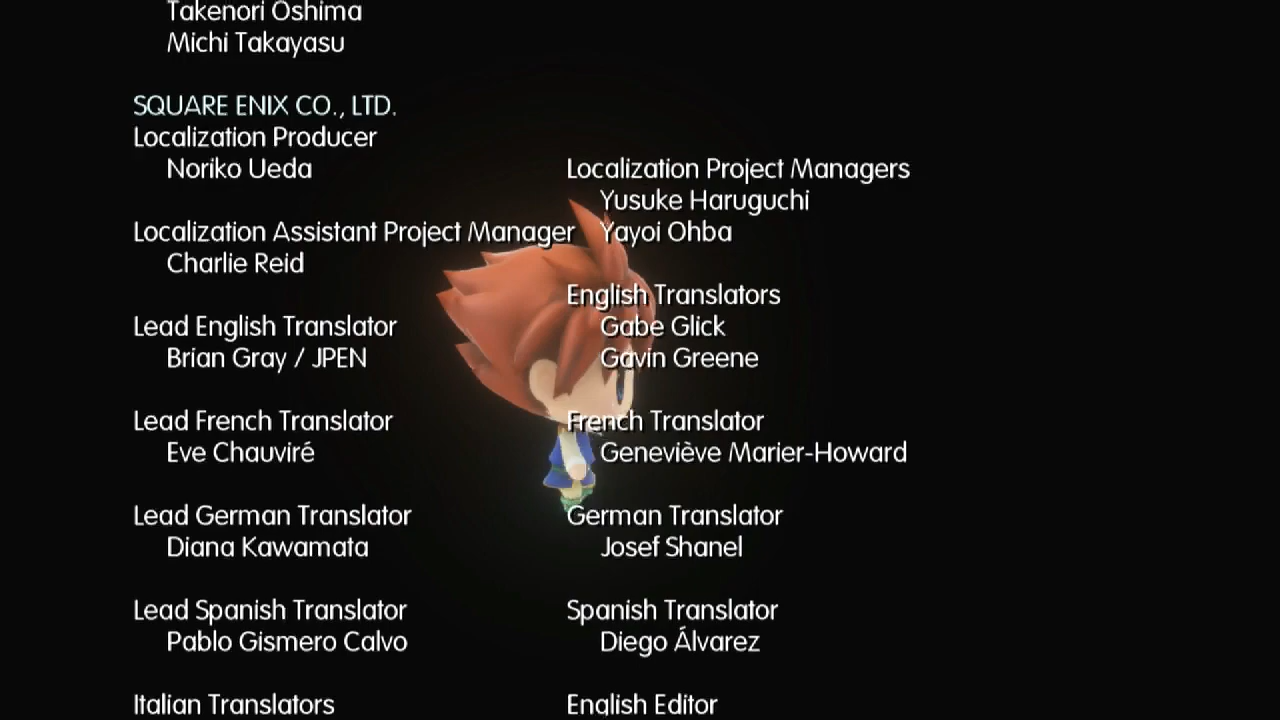 Takenori Oshima
Michi Takayasu
SQUARE ENIX CO., LTD.
Localization Producer
Noriko Ueda
Localization Project Managers
Yusuke Haruguchi
Yayoi Ohba
Localization Assistant Project Manager
Charlie Reid
English Translators
Gabe Glick
Gavin Greene
Lead English Translator
Brian Gray / JPEN
Lead French Translator
Eve Chauviré
French Translator
Geneviève Marier-Howard
Lead German Translator
Diana Kawamata
German Translator
Josef Shanel
Lead Spanish Translator
Pablo Gismero Calvo
Spanish Translator
Diego Álvarez
Italian Translators
English Editor